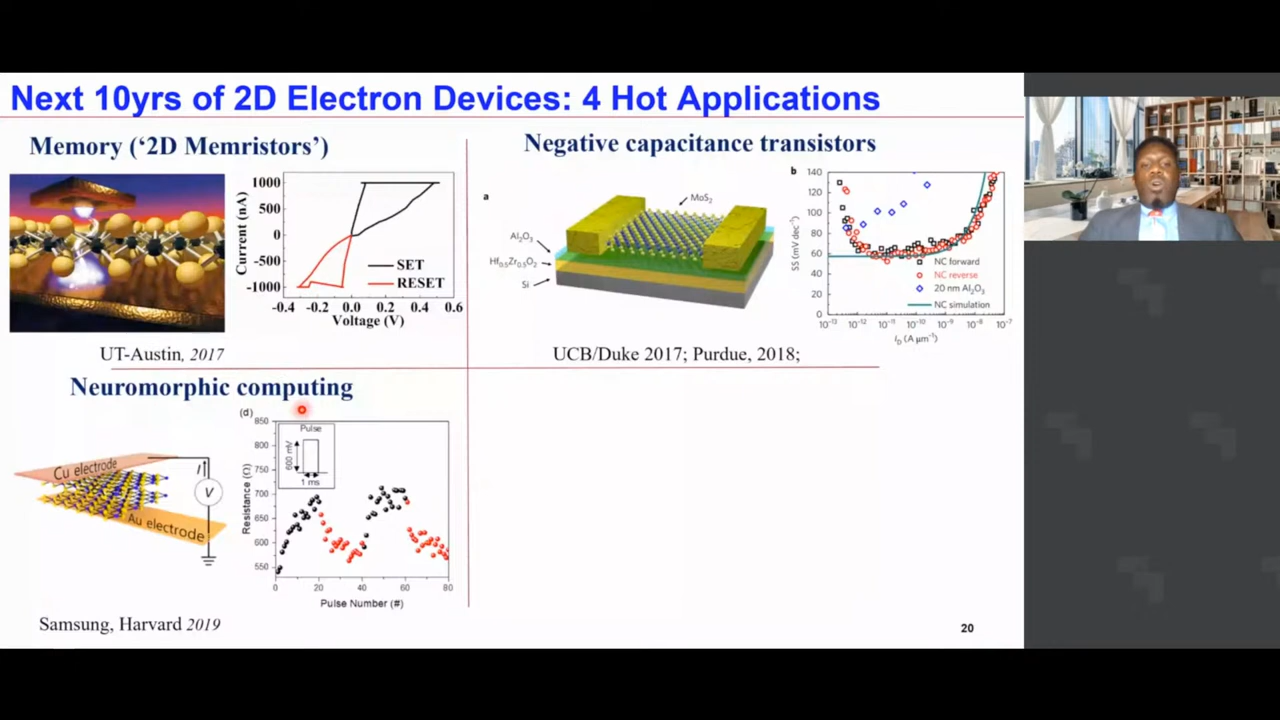 Next 10yrs of 2D Electron Devices: 4 Hot Applications
Memory ('2D Memristors')
Current (nA)
1000
500
0
-500
-1000
SET
RESET
-0.4 -0.2 0.0 0.2 0.4 0.6
Voltage (V)
UT-Austin, 2017
Negative capacitance transistors
a
MoS₂
Al₂O₃
Hf₀.₅Zr₀.₅O₂
Si
b
SS (mV dec⁻¹)
140
120
100
80
60
40
20
0
NC forward
NC reverse
20 nm Al₂O₃
NC simulation
10⁻¹³ 10⁻¹² 10⁻¹¹ 10⁻¹⁰ 10⁻⁹ 10⁻⁸ 10⁻⁷
I_D (A μm⁻¹)
UCB/Duke 2017; Purdue, 2018;
Neuromorphic computing
Cu electrode
I
V
Au electrode
(d)
Resistance (Ω)
850
800
750
700
650
600
550
Pulse
600 mV
1 ms
0 20 40 60 80
Pulse Number (#)
Samsung, Harvard 2019
20